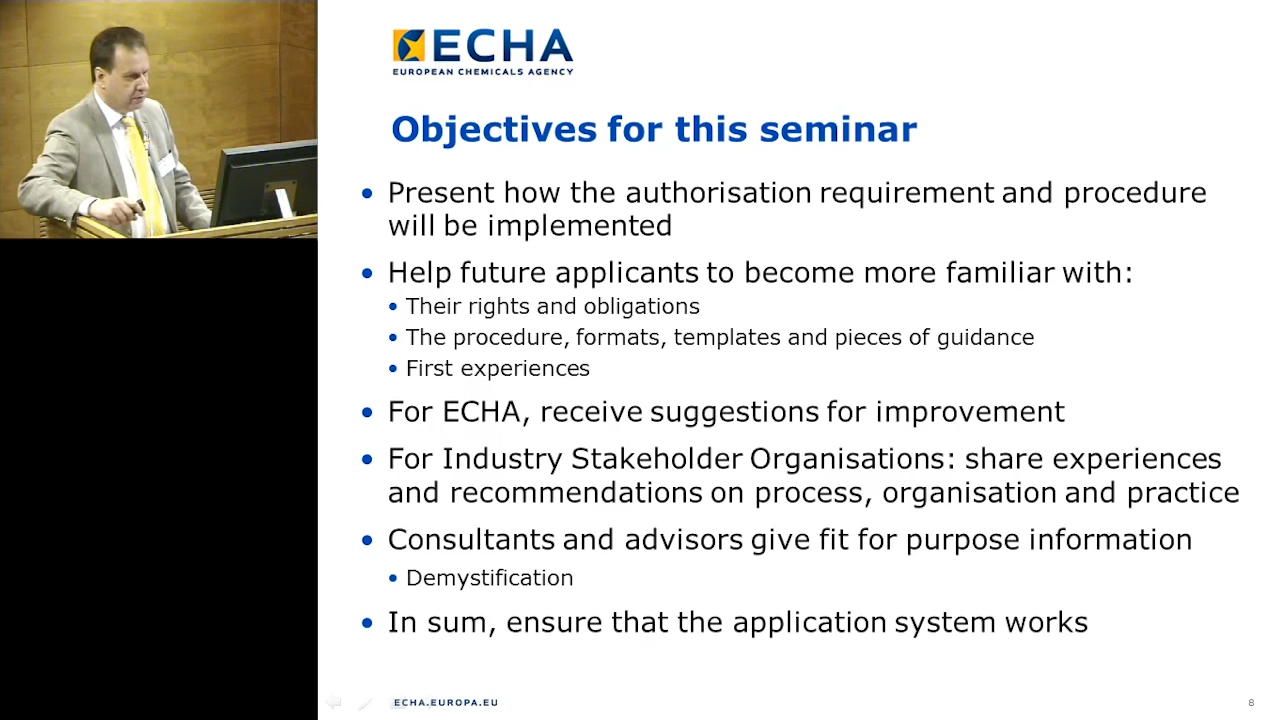 ECHA
EUROPEAN CHEMICALS AGENCY
Objectives for this seminar
• Present how the authorisation requirement and procedure
will be implemented
• Help future applicants to become more familiar with:
• Their rights and obligations
• The procedure, formats, templates and pieces of guidance
• First experiences
• For ECHA, receive suggestions for improvement
• For Industry Stakeholder Organisations: share experiences
and recommendations on process, organisation and practice
• Consultants and advisors give fit for purpose information
• Demystification
• In sum, ensure that the application system works
ECHA.EUROPA.EU
8